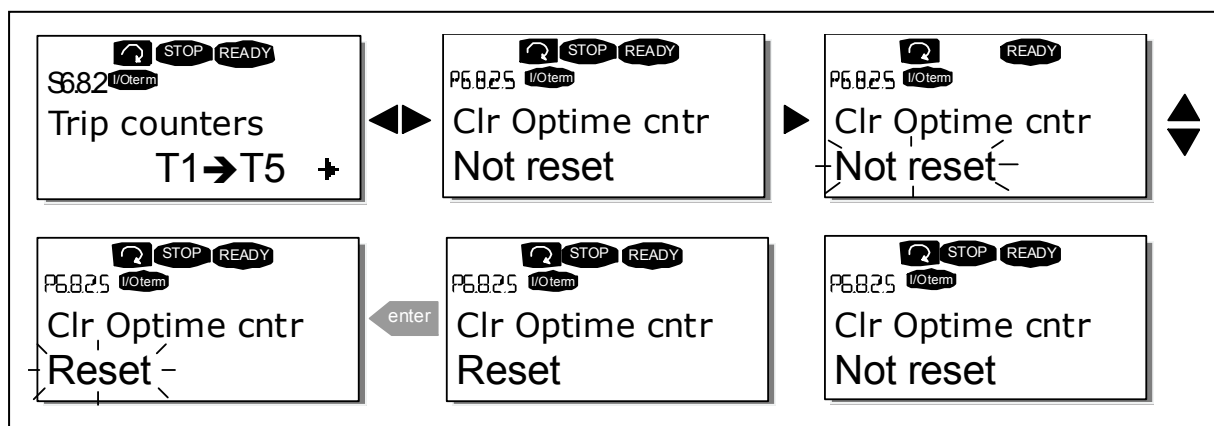 STOP READY
S6.8.2 I/Oterm
Trip counters
T1➔T5
STOP READY
P6.8.2.5 I/Oterm
Clr Optime cntr
Not reset
READY
P6.8.2.5 I/Oterm
Clr Optime cntr
Not reset
STOP READY
P6.8.2.5 I/Oterm
Clr Optime cntr
Reset
enter
STOP READY
P6.8.2.5 I/Oterm
Clr Optime cntr
Reset
STOP READY
P6.8.2.5 I/Oterm
Clr Optime cntr
Not reset